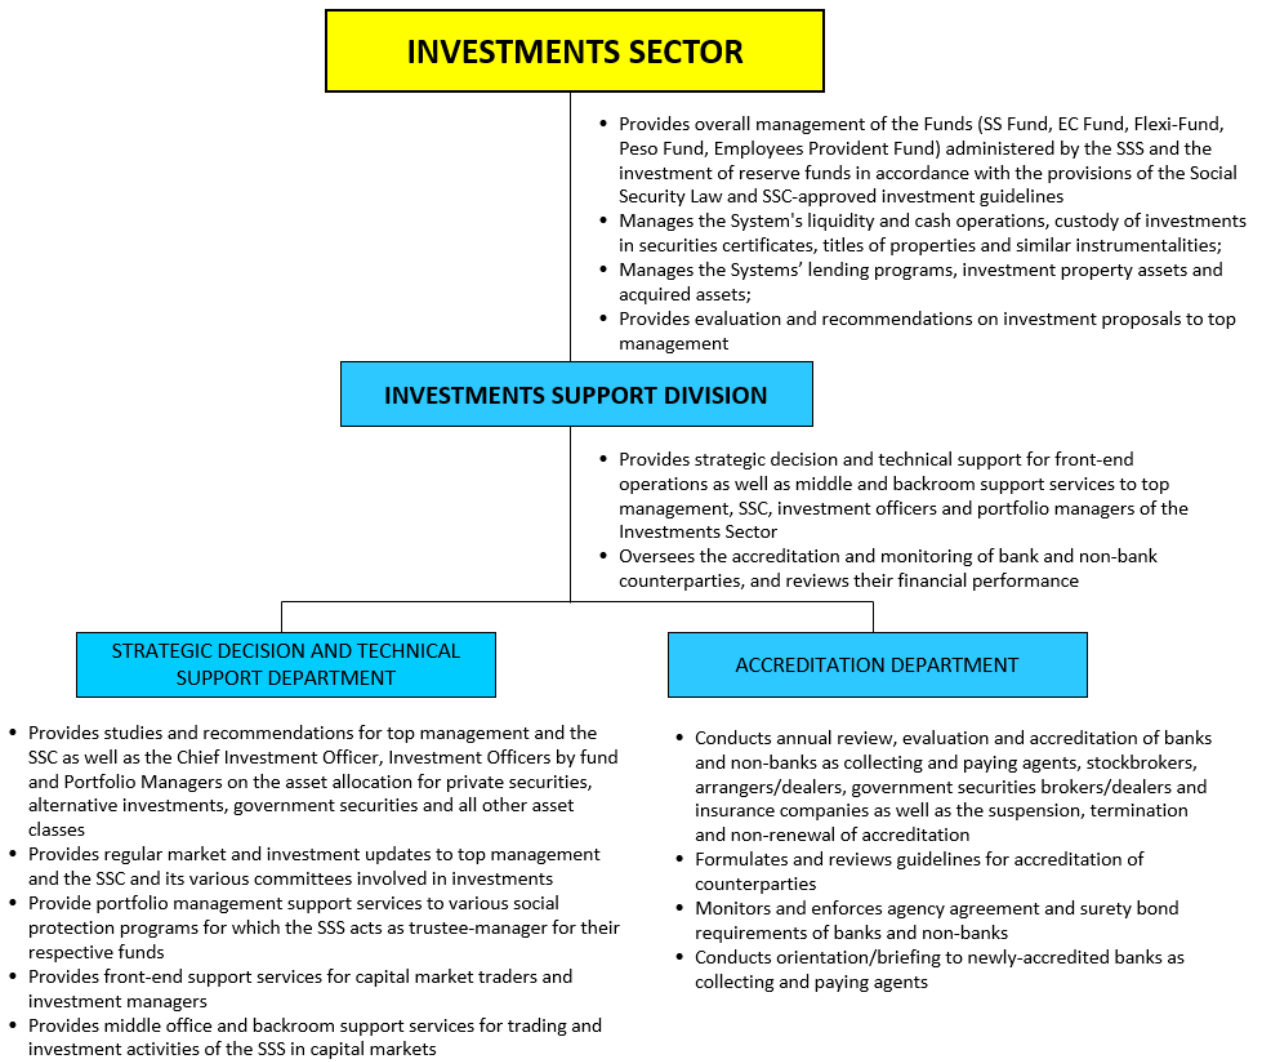 INVESTMENTS SECTOR
• Provides overall management of the Funds (SS Fund, EC Fund, Flexi-Fund,
Peso Fund, Employees Provident Fund) administered by the SSS and the
investment of reserve funds in accordance with the provisions of the Social
Security Law and SSC-approved investment guidelines
• Manages the System's liquidity and cash operations, custody of investments
in securities certificates, titles of properties and similar instrumentalities;
• Manages the Systems’ lending programs, investment property assets and
acquired assets;
• Provides evaluation and recommendations on investment proposals to top
management
INVESTMENTS SUPPORT DIVISION
• Provides strategic decision and technical support for front-end
operations as well as middle and backroom support services to top
management, SSC, investment officers and portfolio managers of the
Investments Sector
• Oversees the accreditation and monitoring of bank and non-bank
counterparties, and reviews their financial performance
STRATEGIC DECISION AND TECHNICAL
SUPPORT DEPARTMENT
• Provides studies and recommendations for top management and the
SSC as well as the Chief Investment Officer, Investment Officers by fund
and Portfolio Managers on the asset allocation for private securities,
alternative investments, government securities and all other asset
classes
• Provides regular market and investment updates to top management
and the SSC and its various committees involved in investments
• Provide portfolio management support services to various social
protection programs for which the SSS acts as trustee-manager for their
respective funds
• Provides front-end support services for capital market traders and
investment managers
• Provides middle office and backroom support services for trading and
investment activities of the SSS in capital markets
ACCREDITATION DEPARTMENT
• Conducts annual review, evaluation and accreditation of banks
and non-banks as collecting and paying agents, stockbrokers,
arrangers/dealers, government securities brokers/dealers and
insurance companies as well as the suspension, termination
and non-renewal of accreditation
• Formulates and reviews guidelines for accreditation of
counterparties
• Monitors and enforces agency agreement and surety bond
requirements of banks and non-banks
• Conducts orientation/briefing to newly-accredited banks as
collecting and paying agents